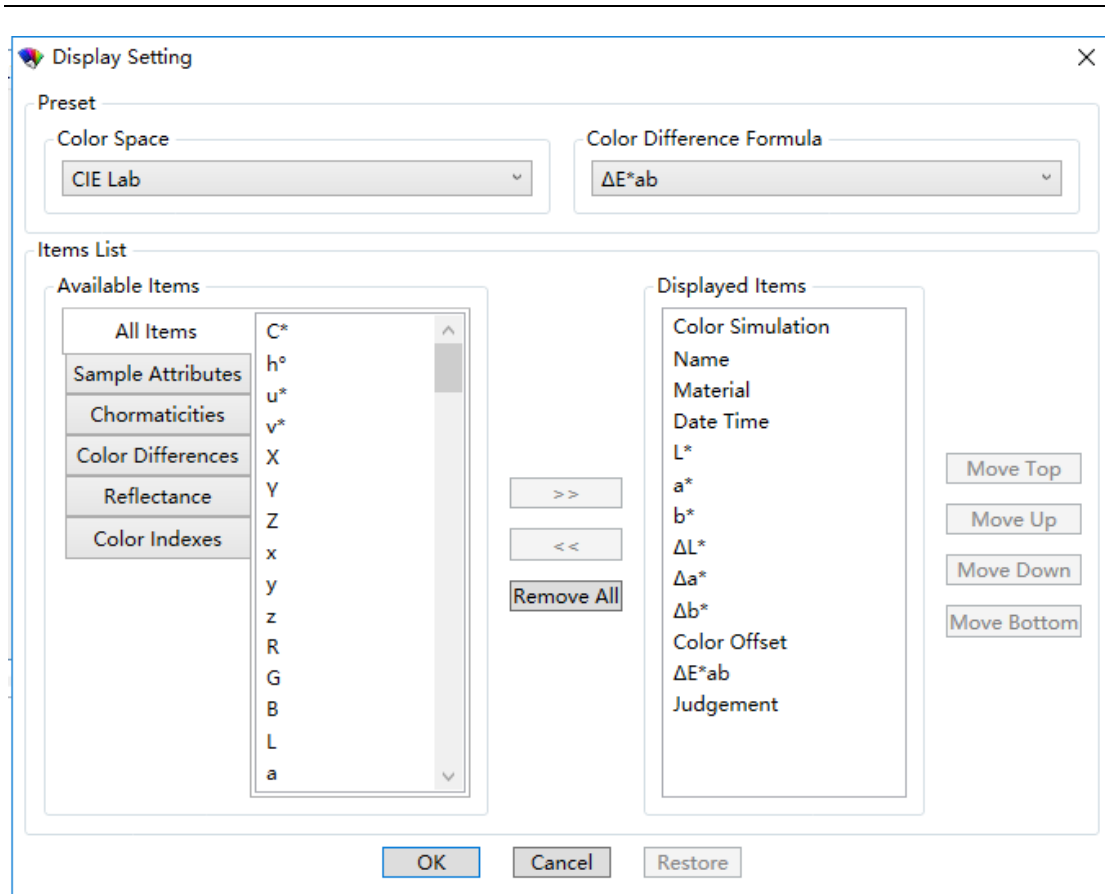 Display Setting
Preset
Color Space
Color Difference Formula
CIE Lab
ΔE*ab
Items List
Available Items
All Items
Sample Attributes
Chormaticities
Color Differences
Reflectance
Color Indexes
C*
h°
u*
v*
X
Y
Z
x
y
z
R
G
B
L
a
>>
<<
Remove All
Displayed Items
Color Simulation
Name
Material
Date Time
L*
a*
b*
ΔL*
Δa*
Δb*
Color Offset
ΔE*ab
Judgement
Move Top
Move Up
Move Down
Move Bottom
OK
Cancel
Restore